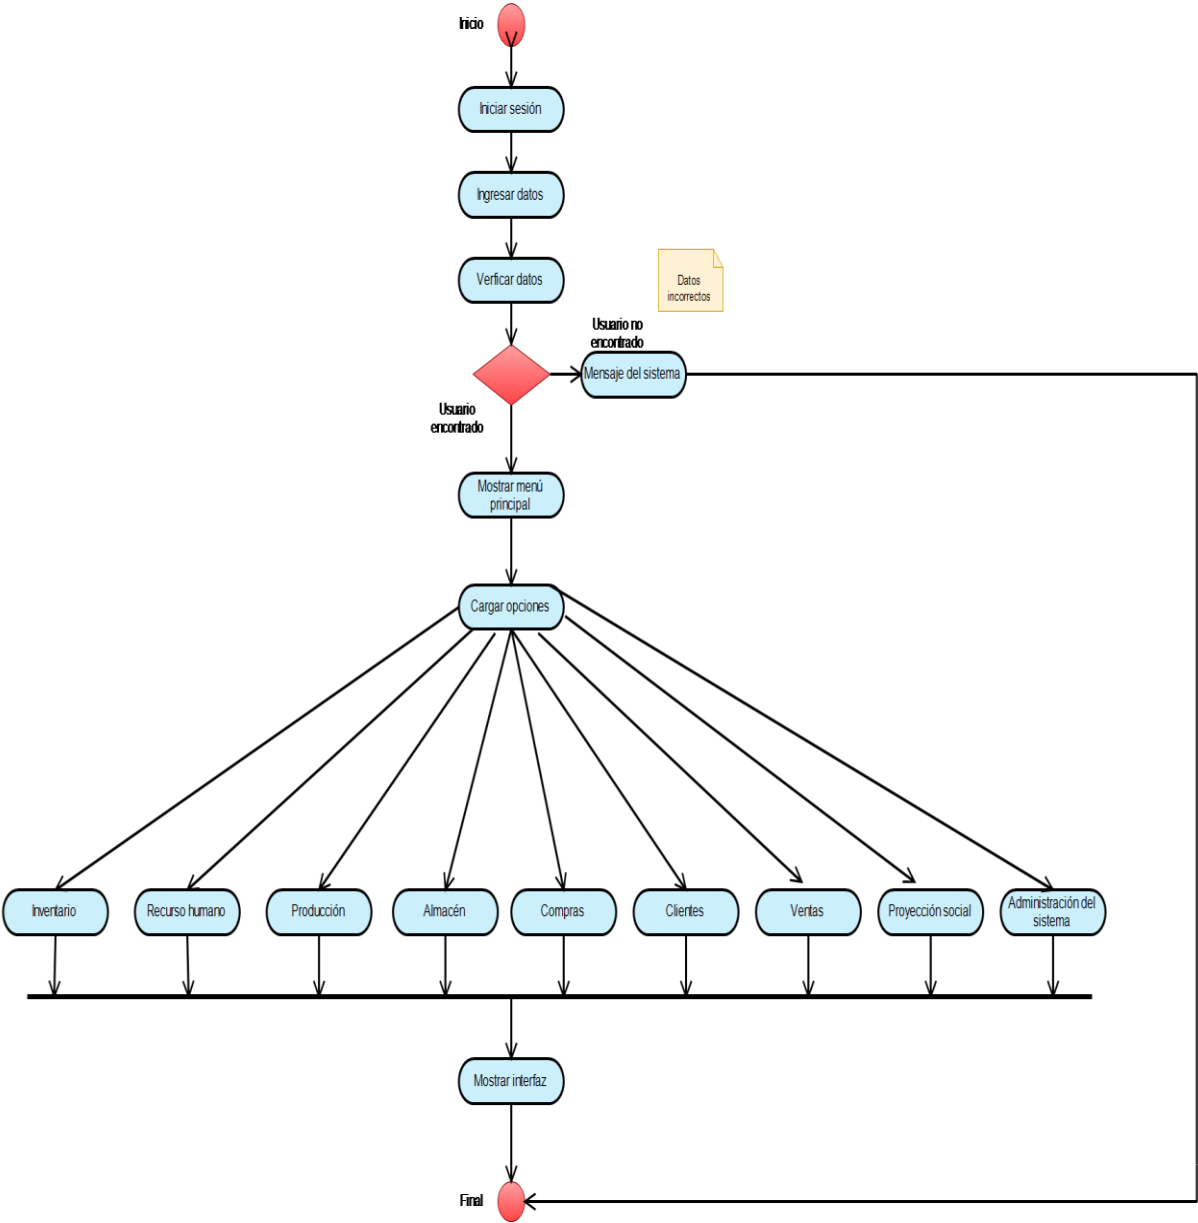 Inicio
Iniciar sesión
Ingresar datos
Verficar datos
Datos
incorrectos
Usuario no
encontrado
Mensaje del sistema
Usuario
encontrado
Mostrar menú
principal
Cargar opciones
Inventario
Recurso humano
Producción
Almacén
Compras
Clientes
Ventas
Proyección social
Administración del
sistema
Mostrar interfaz
Final